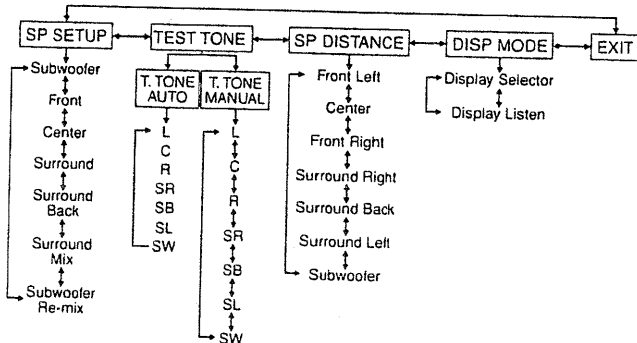 SP SETUP
TEST TONE
SP DISTANCE
DISP MODE
EXIT
Subwoofer
Front
Center
Surround
Surround
Back
Surround
Mix
Subwoofer
Re-mix
T. TONE
AUTO
L
C
R
SR
SB
SL
SW
T. TONE
MANUAL
L
C
R
SR
SB
SL
SW
Front Left
Center
Front Right
Surround Right
Surround Back
Surround Left
Subwoofer
Display Selector
Display Listen